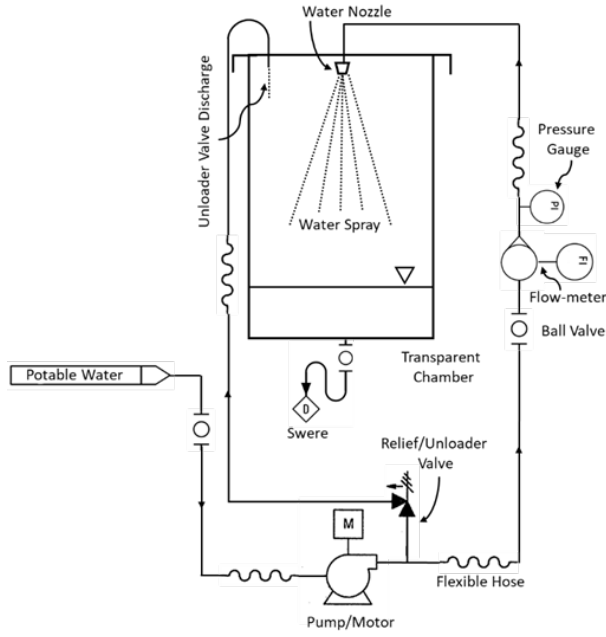 Water Nozzle
Unloader Valve Discharge
Pressure
Gauge
PI
Water Spray
FI
Flow-meter
Ball Valve
Transparent
Chamber
Potable Water
D
Swere
Relief/Unloader
Valve
M
Flexible Hose
Pump/Motor